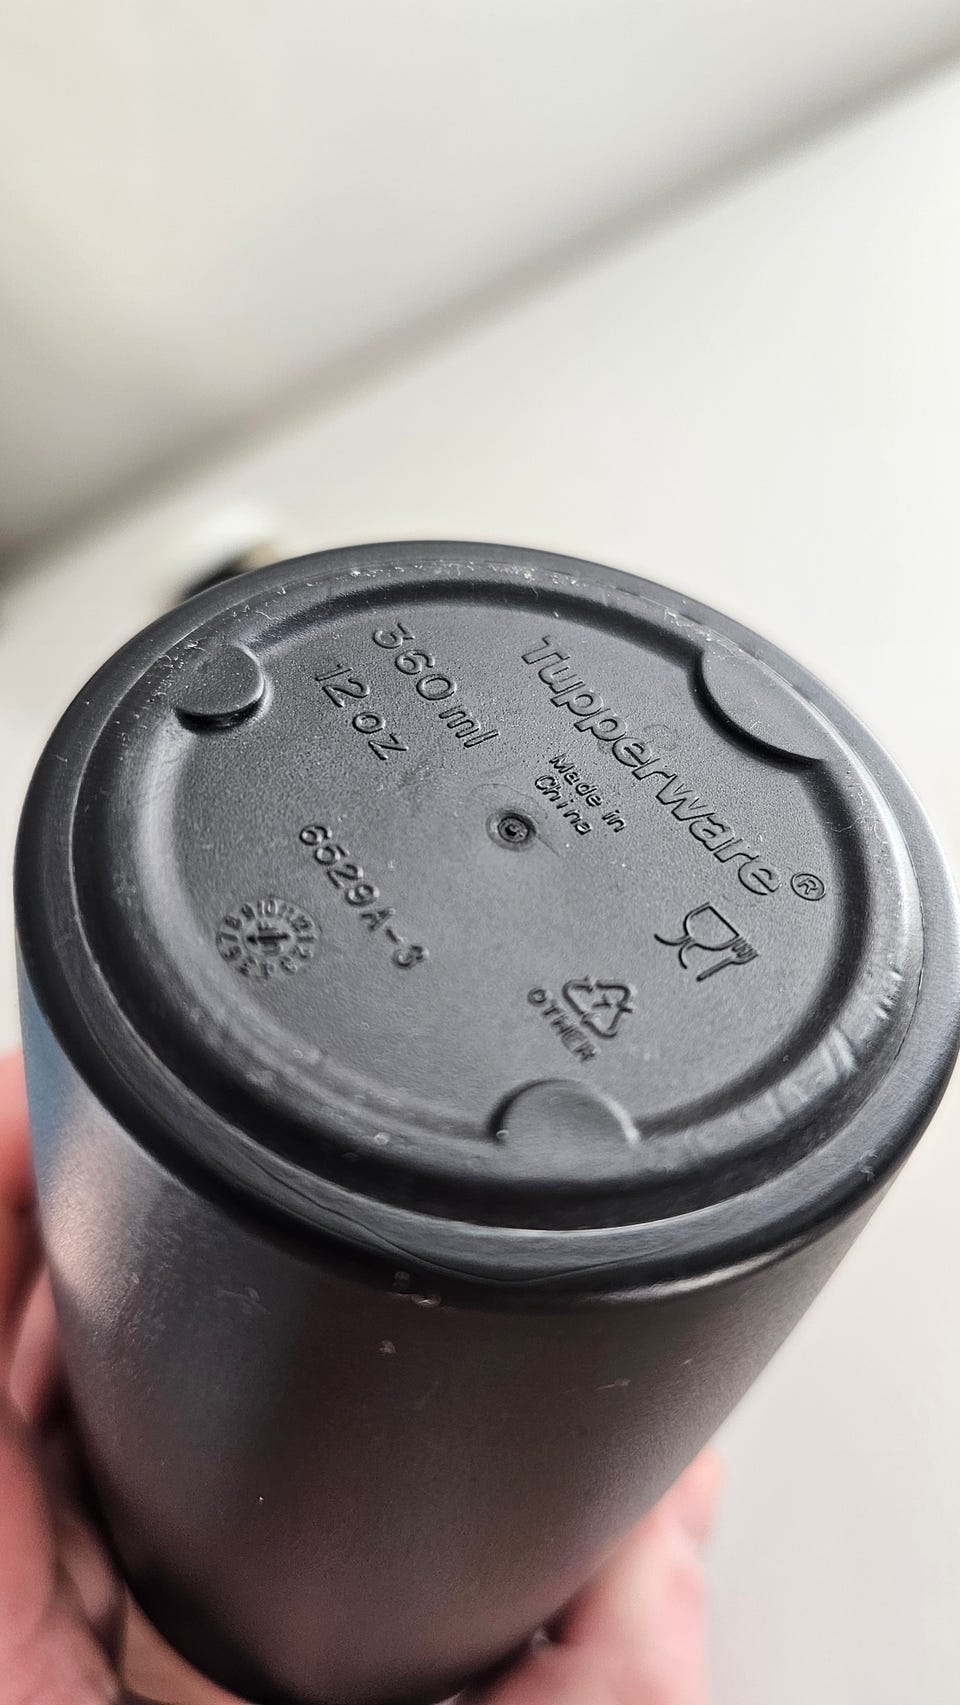 Tupperware®
Made in
China
360 ml
12 oz
6529A-3
OTHER